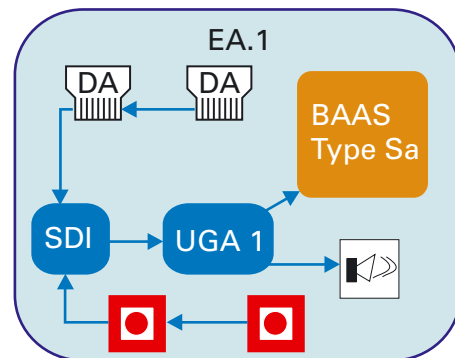 EA.1
DA
DA
BAAS
Type Sa
SDI
UGA 1